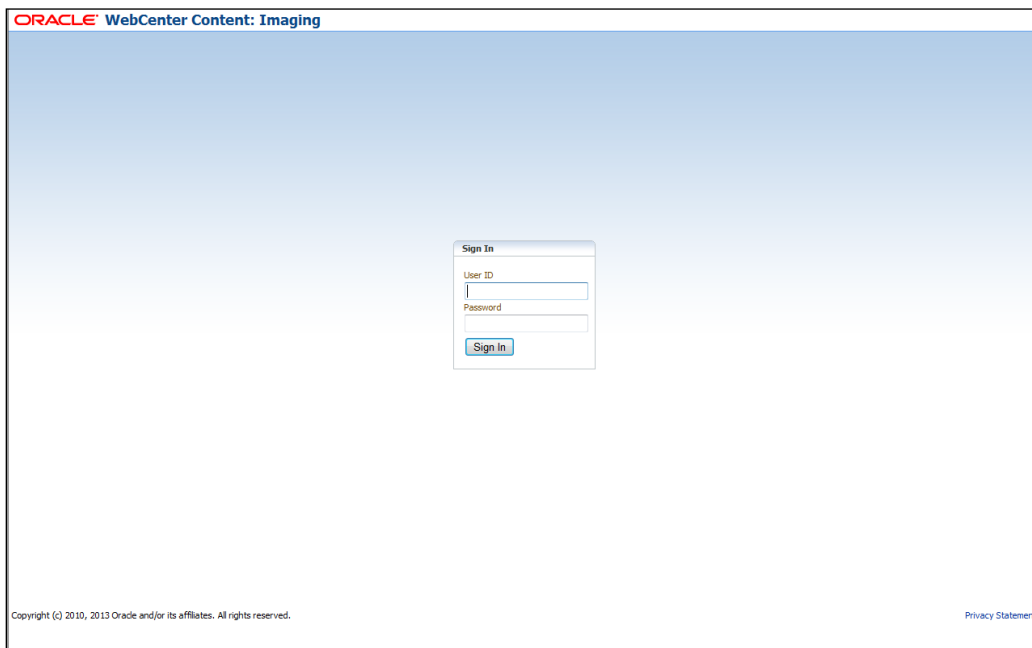 ORACLE® WebCenter Content: Imaging
Sign In
User ID
Password
Sign In
Copyright (c) 2010, 2013 Oracle and/or its affiliates. All rights reserved.
Privacy Statemen